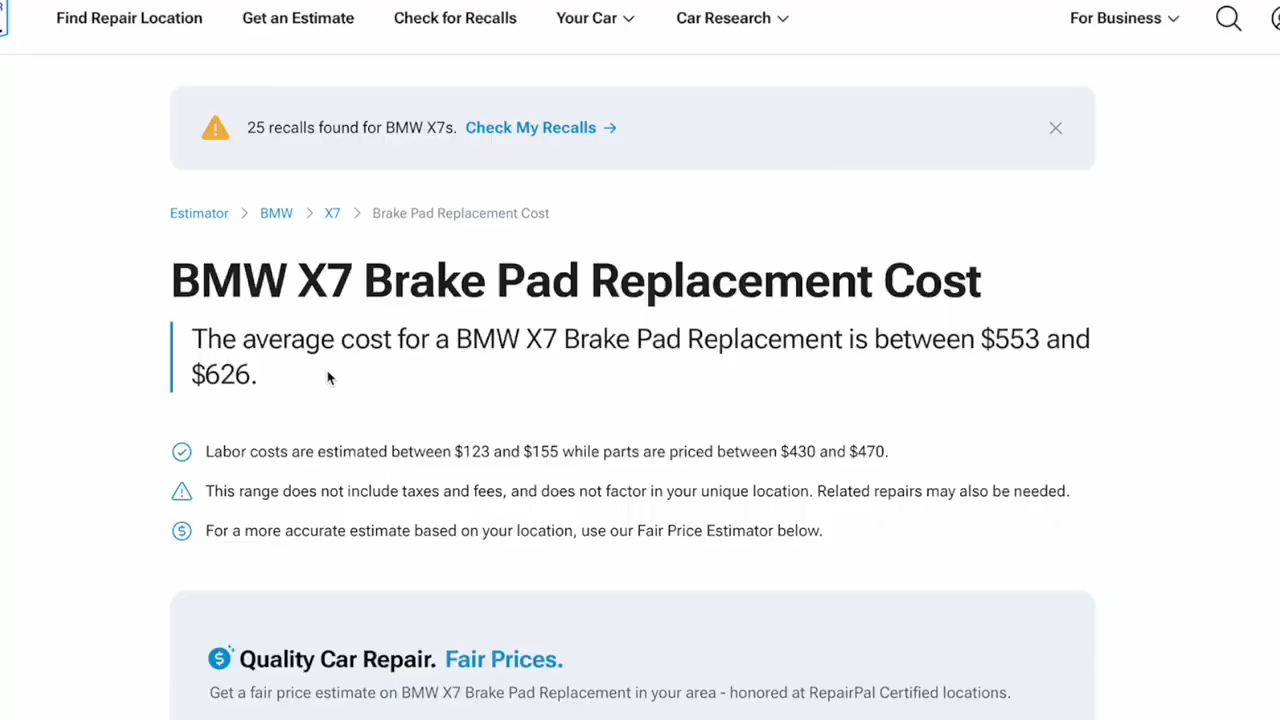 Find Repair Location Get an Estimate Check for Recalls Your Car Car Research For Business
25 recalls found for BMW X7s. Check My Recalls →
Estimator > BMW > X7 > Brake Pad Replacement Cost
BMW X7 Brake Pad Replacement Cost
The average cost for a BMW X7 Brake Pad Replacement is between $553 and
$626.
Labor costs are estimated between $123 and $155 while parts are priced between $430 and $470.
This range does not include taxes and fees, and does not factor in your unique location. Related repairs may also be needed.
For a more accurate estimate based on your location, use our Fair Price Estimator below.
Quality Car Repair. Fair Prices.
Get a fair price estimate on BMW X7 Brake Pad Replacement in your area - honored at RepairPal Certified locations.